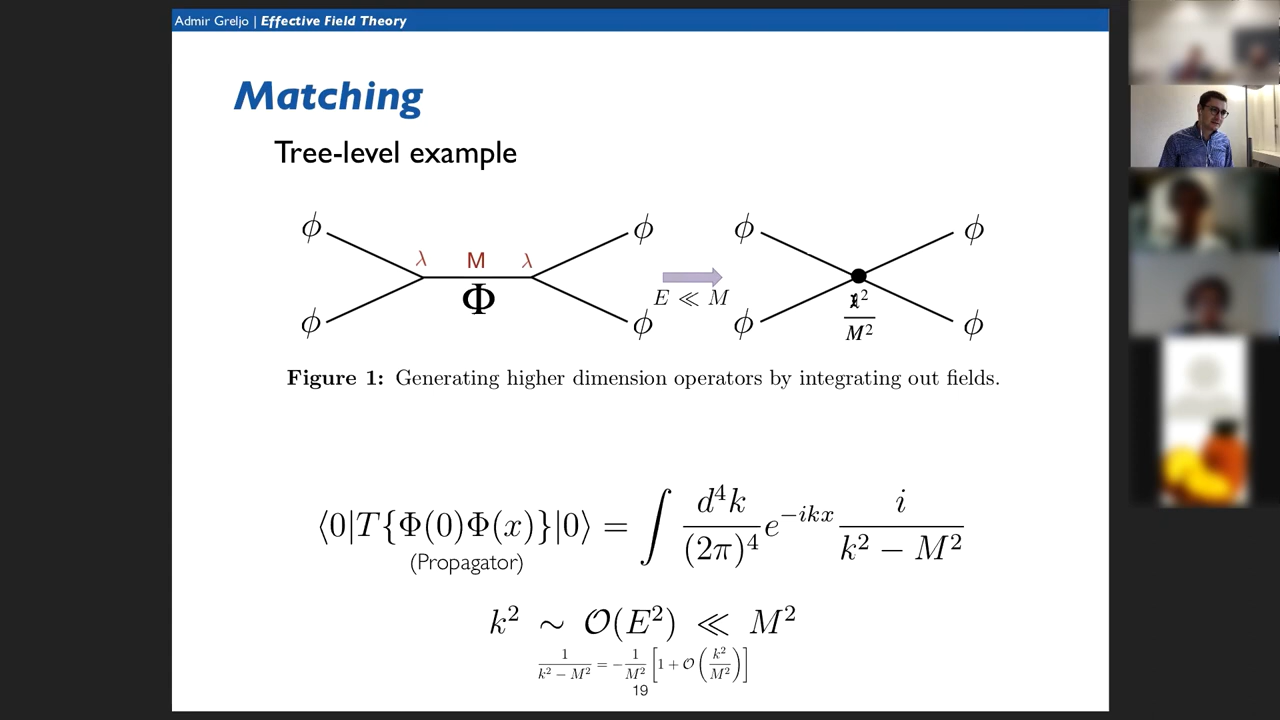 Admir Greljo | Effective Field Theory
Matching
Tree-level example
ϕ ϕ ϕ ϕ
λ M λ
Φ
E ≪ M
ϕ ϕ ϕ ϕ
λ²/M²
Figure 1: Generating higher dimension operators by integrating out fields.
⟨0|T{Φ(0)Φ(x)}|0⟩ = ∫ d⁴k/(2π)⁴ e^{−ikx} i/(k² − M²)
(Propagator)
k² ∼ 𝒪(E²) ≪ M²
1/(k² − M²) = −1/M² [1 + 𝒪(k²/M²)]
19